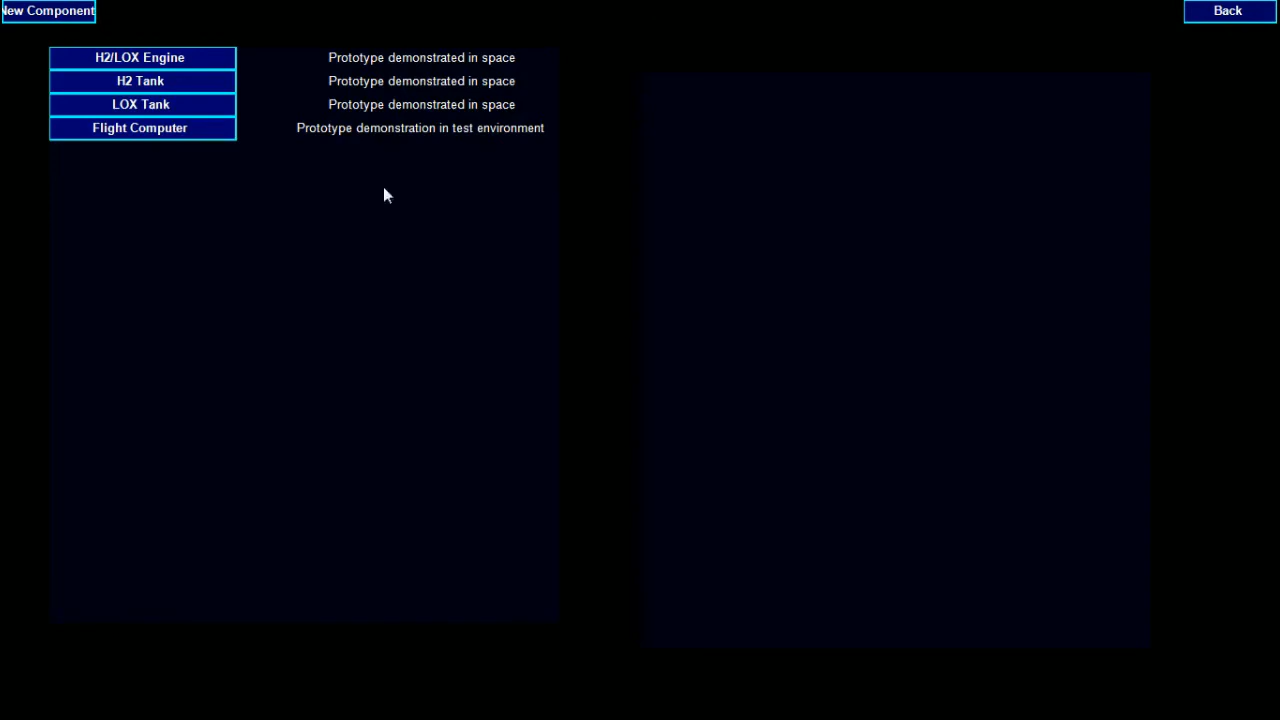 New Component
Back
H2/LOX Engine Prototype demonstrated in space
H2 Tank Prototype demonstrated in space
LOX Tank Prototype demonstrated in space
Flight Computer Prototype demonstration in test environment